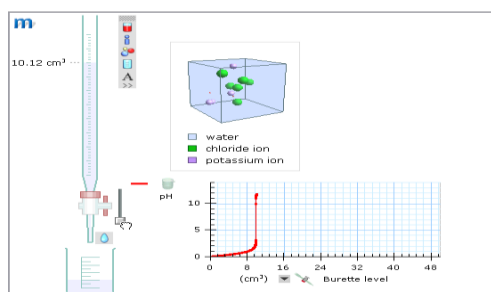 m
10.12 cm³
A
>>
water
chloride ion
potassium ion
pH
10
5
0
0 8 16 24 32 40 48
(cm³) Burette level